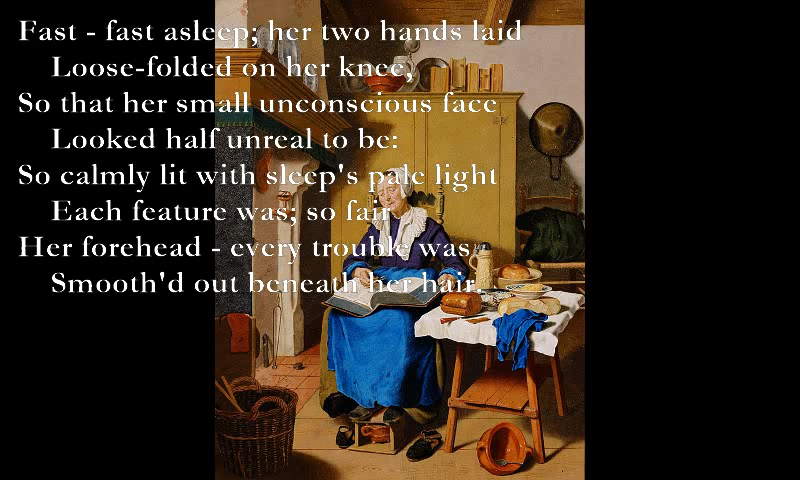 Fast - fast asleep; her two hands laid
Loose-folded on her knee,
So that her small unconscious face
Looked half unreal to be:
So calmly lit with sleep's pale light
Each feature was; so fair
Her forehead - every trouble was
Smooth'd out beneath her hair.